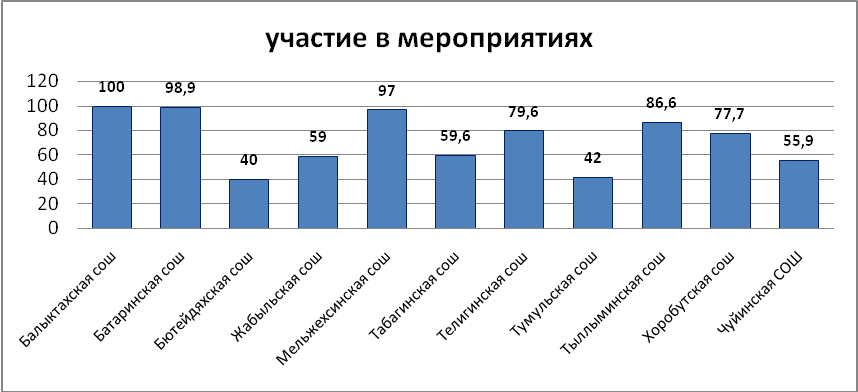 участие в мероприятиях
120
100
80
60
40
20
0
100
98,9
40
59
97
59,6
79,6
42
86,6
77,7
55,9
Балыктахская сош
Батаринская сош
Бютейдяхская сош
Жабыльская сош
Мельжехсинская сош
Табагинская сош
Телигинская сош
Тумульская сош
Тыллыминская сош
Хоробутская сош
Чуйинская СОШ